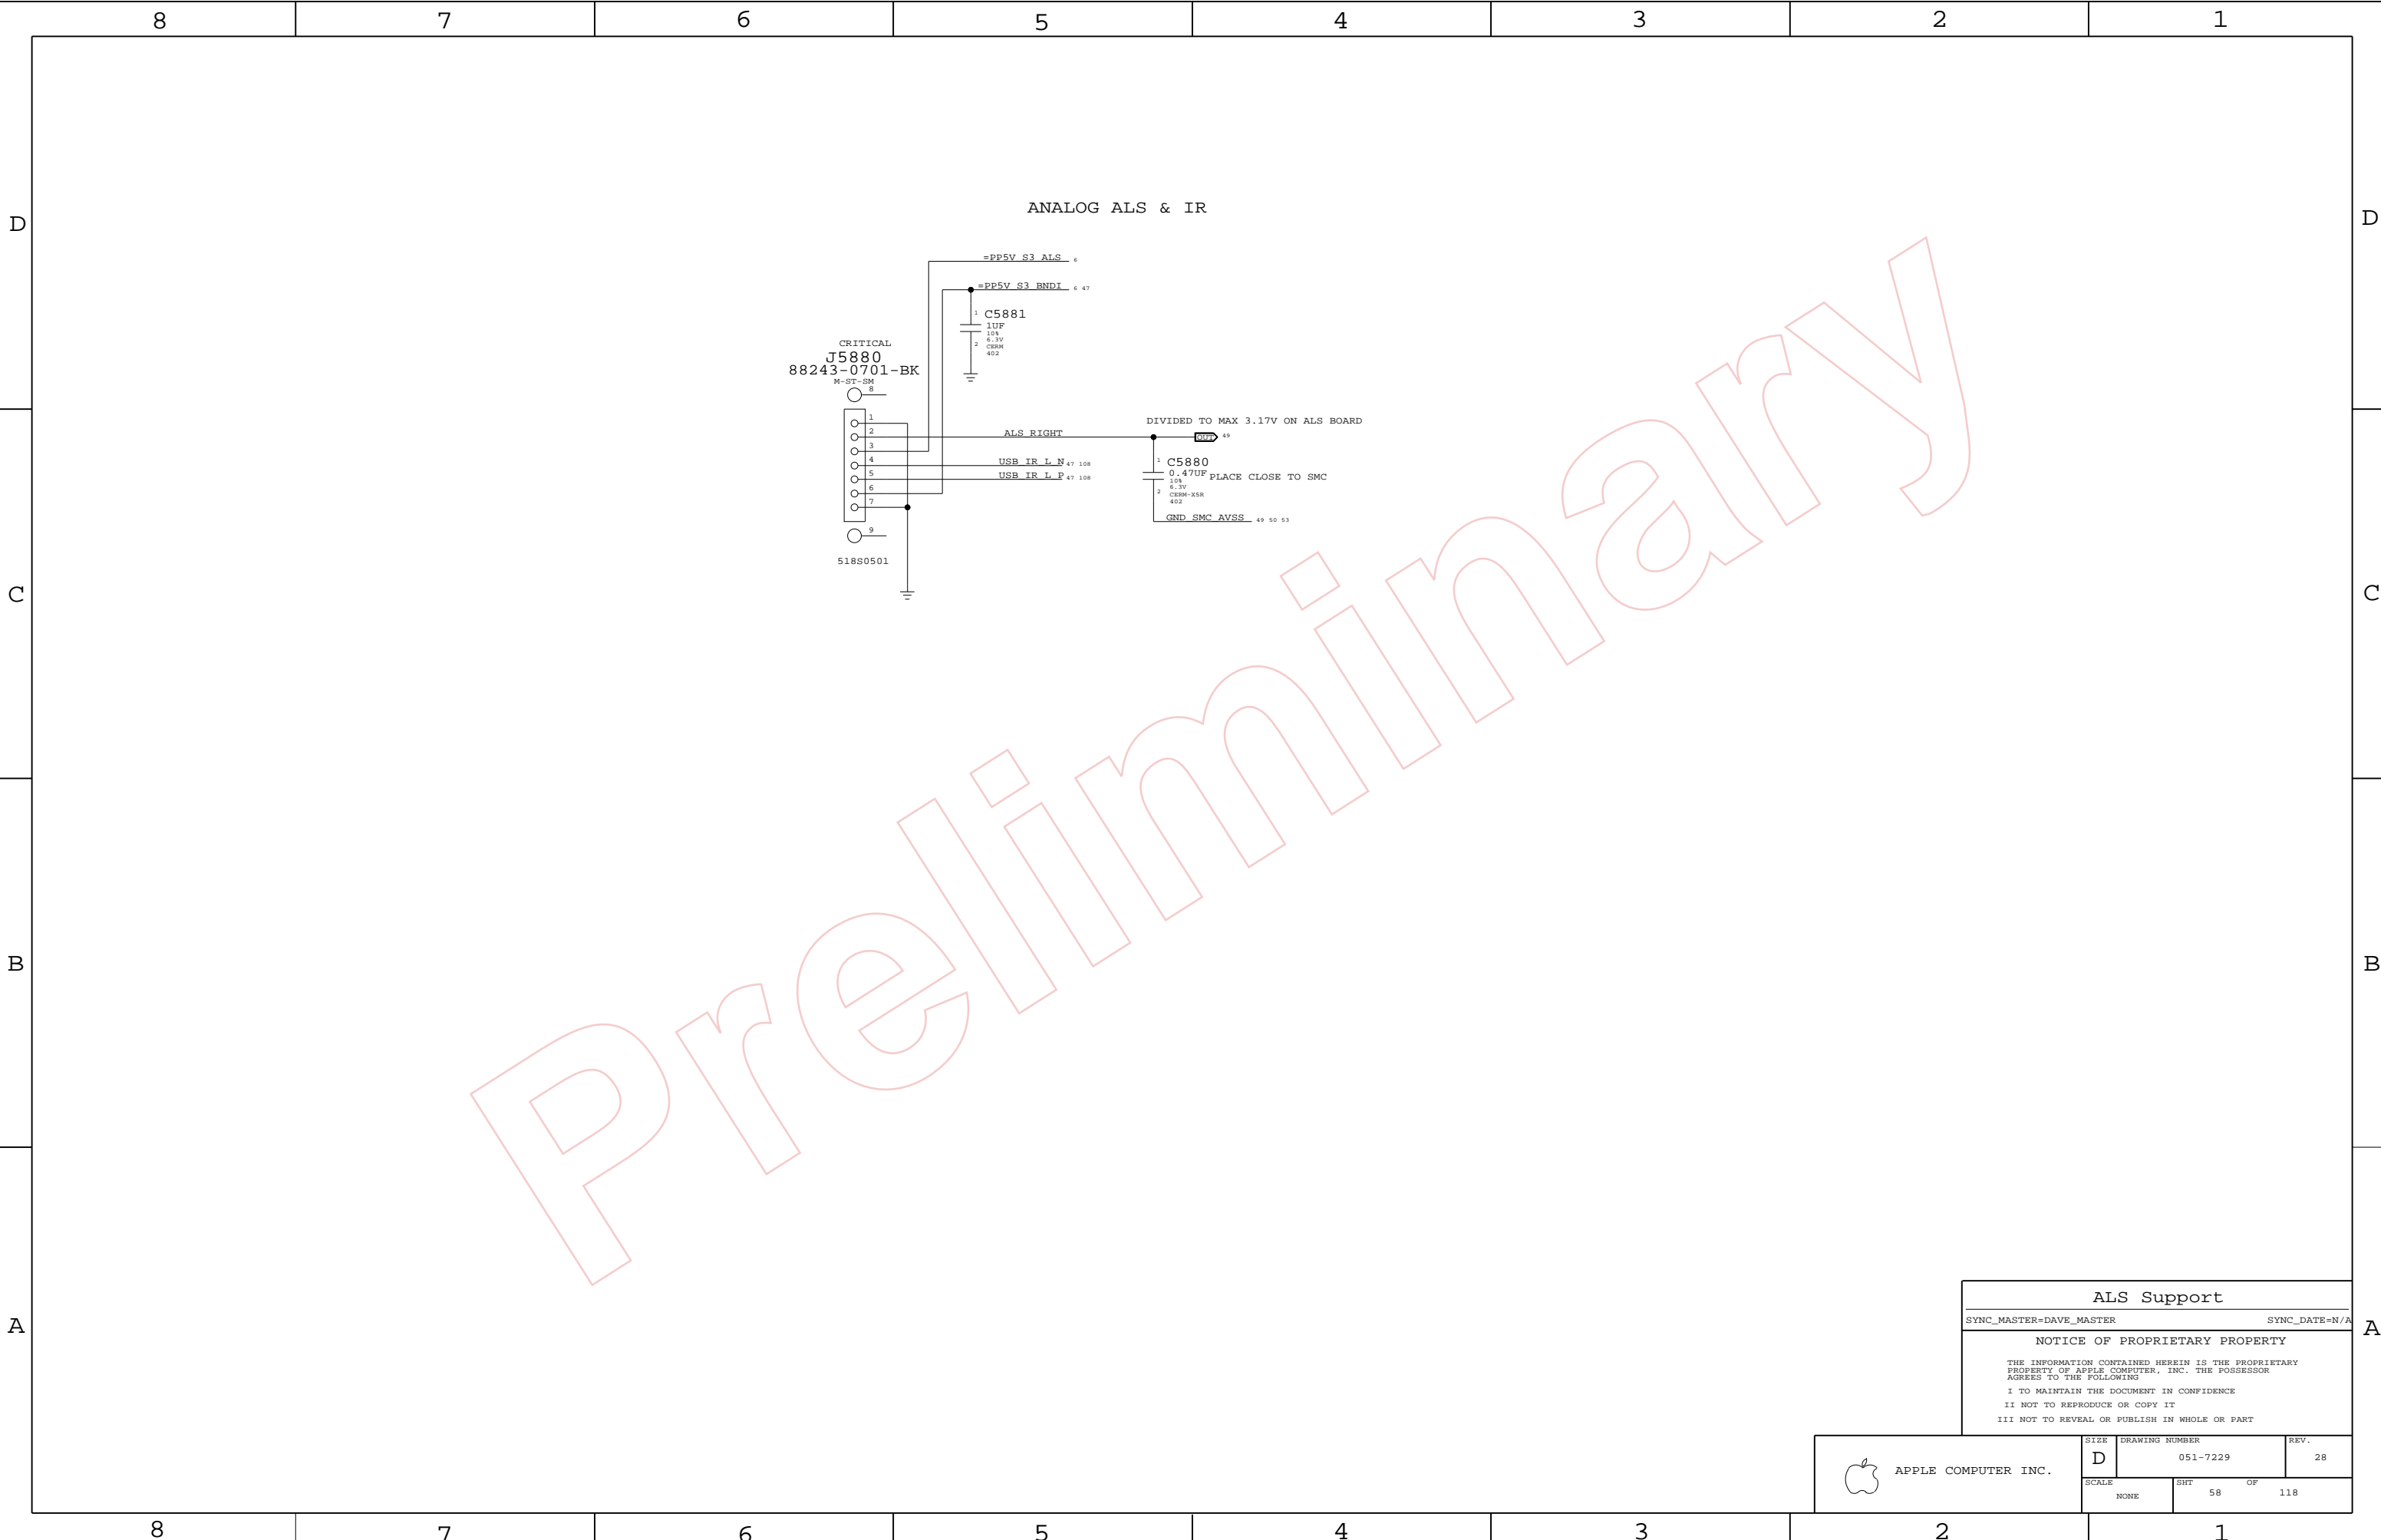 8 7 6 5 4 3 2 1
D D
ANALOG ALS & IR
=PP5V_S3_ALS 6
=PP5V_S3_BNDI 6 47
1 C5881
1UF
10%
6.3V
2 CERM
402
CRITICAL
J5880
88243-0701-BK
M-ST-SM
8
1
2
3
4
5
6
7
9
518S0501
DIVIDED TO MAX 3.17V ON ALS BOARD
ALS_RIGHT OUT 49
USB_IR_L_N 47 108
USB_IR_L_P 47 108
1 C5880
0.47UF PLACE CLOSE TO SMC
10%
6.3V
2 CERM-X5R
402
GND_SMC_AVSS 49 50 53
C C
Preliminary
B B
A A
ALS Support
SYNC_MASTER=DAVE_MASTER SYNC_DATE=N/A
NOTICE OF PROPRIETARY PROPERTY
THE INFORMATION CONTAINED HEREIN IS THE PROPRIETARY
PROPERTY OF APPLE COMPUTER, INC. THE POSSESSOR
AGREES TO THE FOLLOWING
I TO MAINTAIN THE DOCUMENT IN CONFIDENCE
II NOT TO REPRODUCE OR COPY IT
III NOT TO REVEAL OR PUBLISH IN WHOLE OR PART
APPLE COMPUTER INC.
SIZE DRAWING NUMBER REV.
D 051-7229 28
SCALE SHT OF
NONE 58 118
8 7 6 5 4 3 2 1